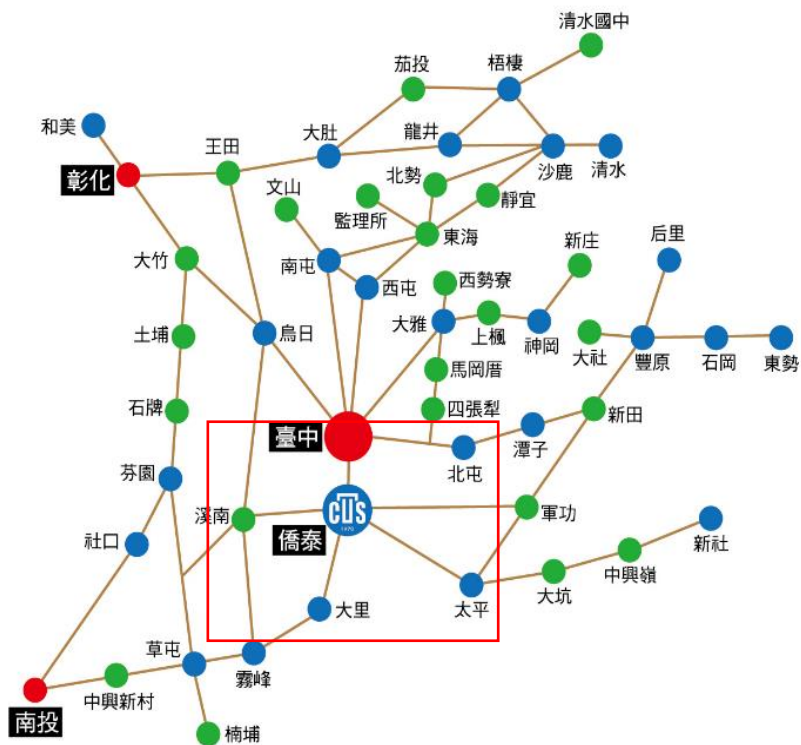 清水國中
茄投
梧棲
和美
王田
大肚
龍井
沙鹿
清水
彰化
文山
北勢
監理所
靜宜
東海
新庄
后里
大竹
南屯
西屯
西勢寮
烏日
大雅
上楓
神岡
大社
豐原
石岡
東勢
土埔
馬岡厝
石牌
四張犁
新田
臺中
北屯
潭子
芬園
溪南
CUS
1970
軍功
僑泰
新社
社口
中興嶺
大坑
太平
大里
草屯
霧峰
中興新村
南投
楠埔